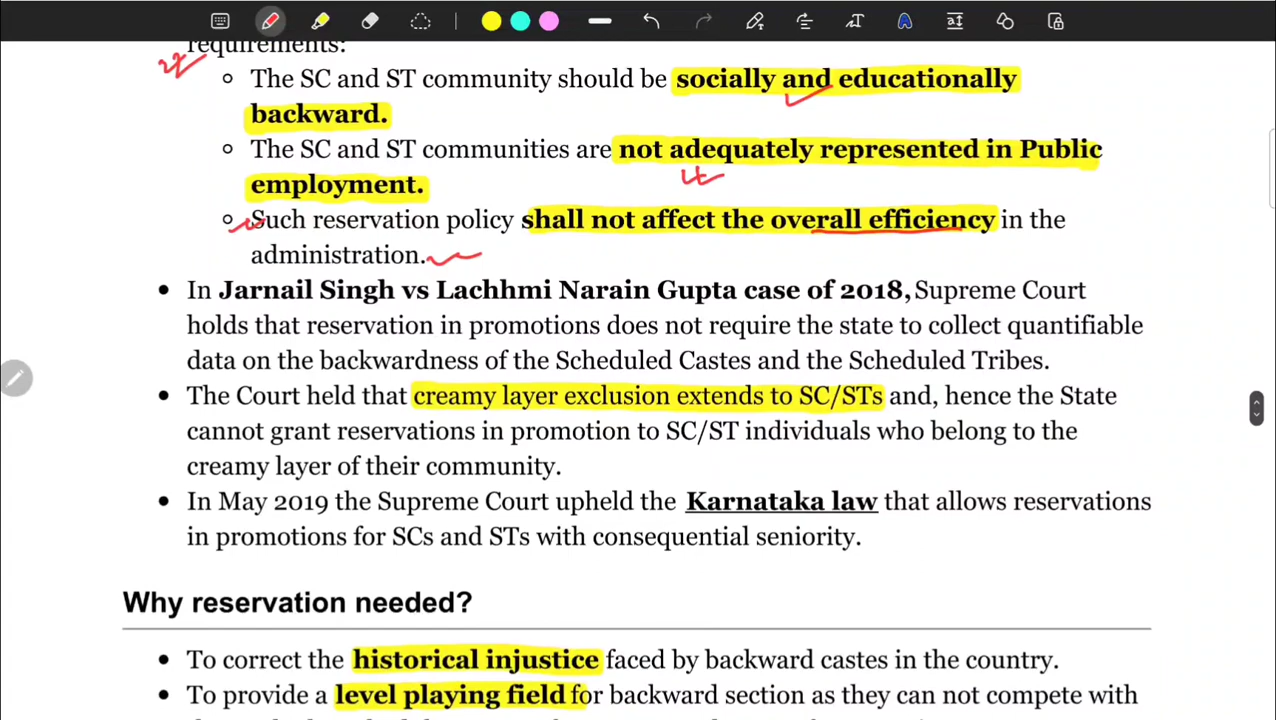 requirements:
The SC and ST community should be socially and educationally
backward.
The SC and ST communities are not adequately represented in Public
employment.
Such reservation policy shall not affect the overall efficiency in the
administration.
In Jarnail Singh vs Lachhmi Narain Gupta case of 2018, Supreme Court
holds that reservation in promotions does not require the state to collect quantifiable
data on the backwardness of the Scheduled Castes and the Scheduled Tribes.
The Court held that creamy layer exclusion extends to SC/STs and, hence the State
cannot grant reservations in promotion to SC/ST individuals who belong to the
creamy layer of their community.
In May 2019 the Supreme Court upheld the Karnataka law that allows reservations
in promotions for SCs and STs with consequential seniority.
Why reservation needed?
To correct the historical injustice faced by backward castes in the country.
To provide a level playing field for backward section as they can not compete with